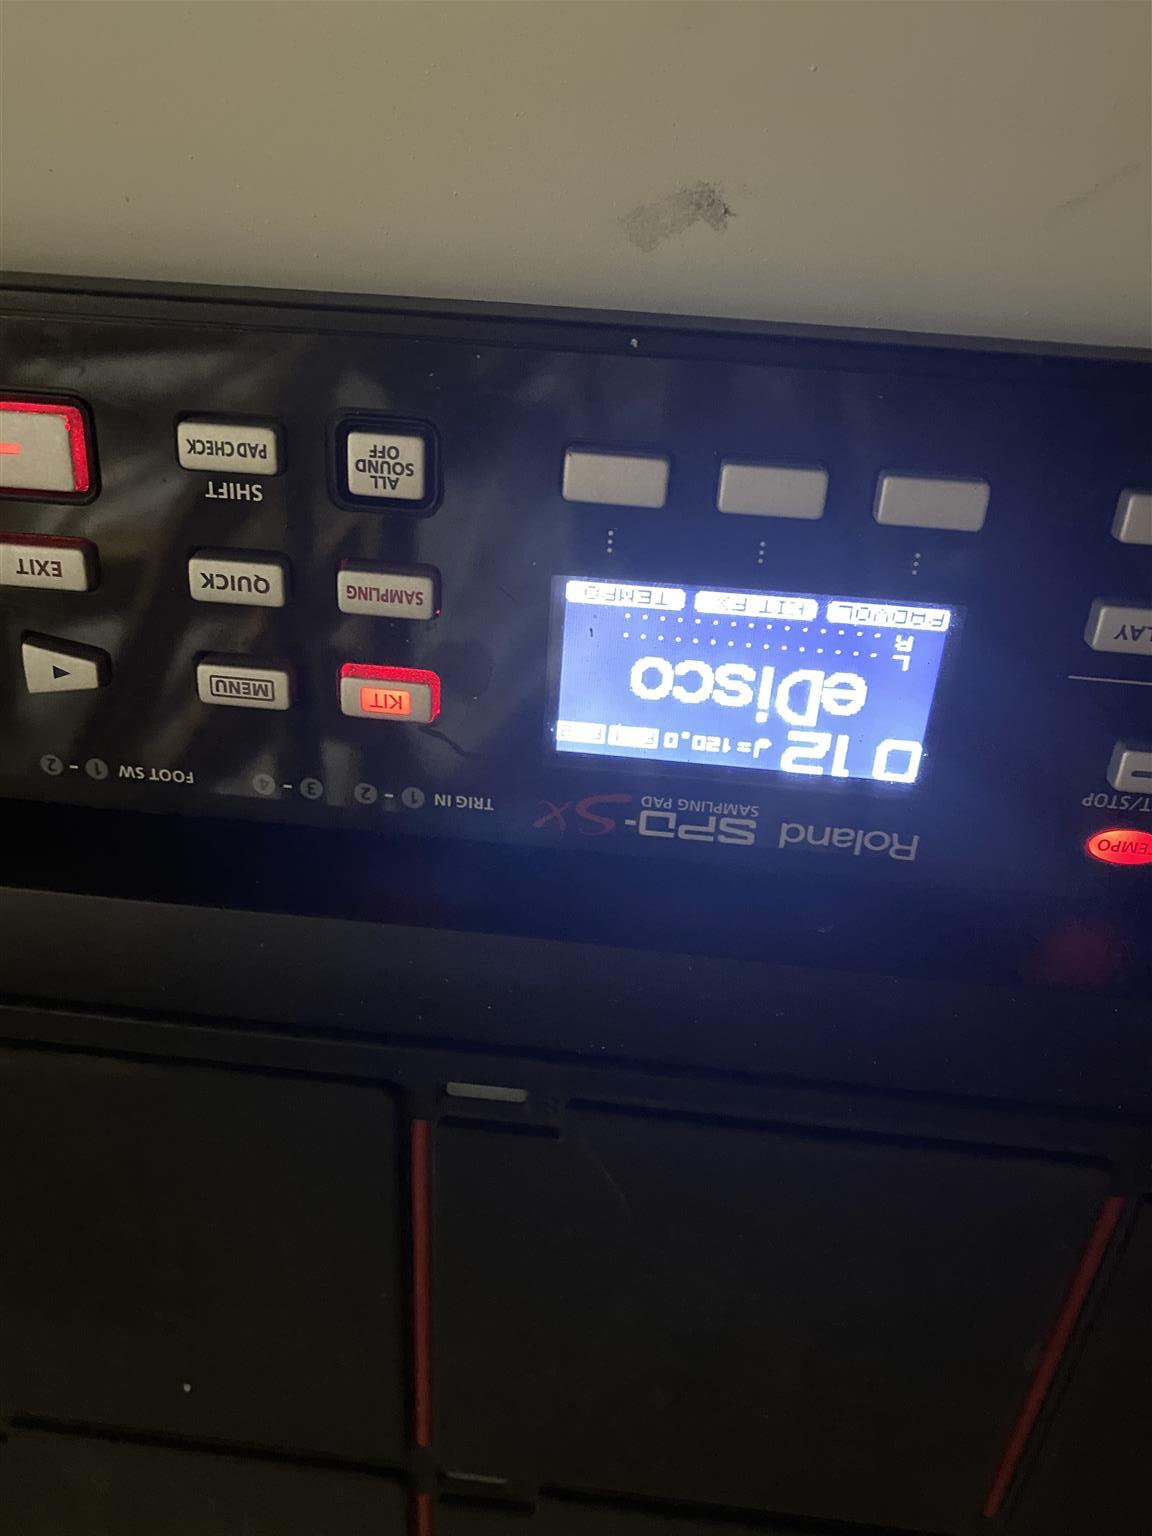 Roland SPD-SX
SAMPLING PAD
TRIG IN 1 - 2 3 - 4
FOOT SW 1 - 2
TEMPO
012 ♩=120.0
eDisco
L
R
PADVOL KIT FX TEMPO
KIT
MENU
SAMPLING
QUICK
EXIT
ALL
SOUND
OFF
SHIFT
PAD CHECK
-